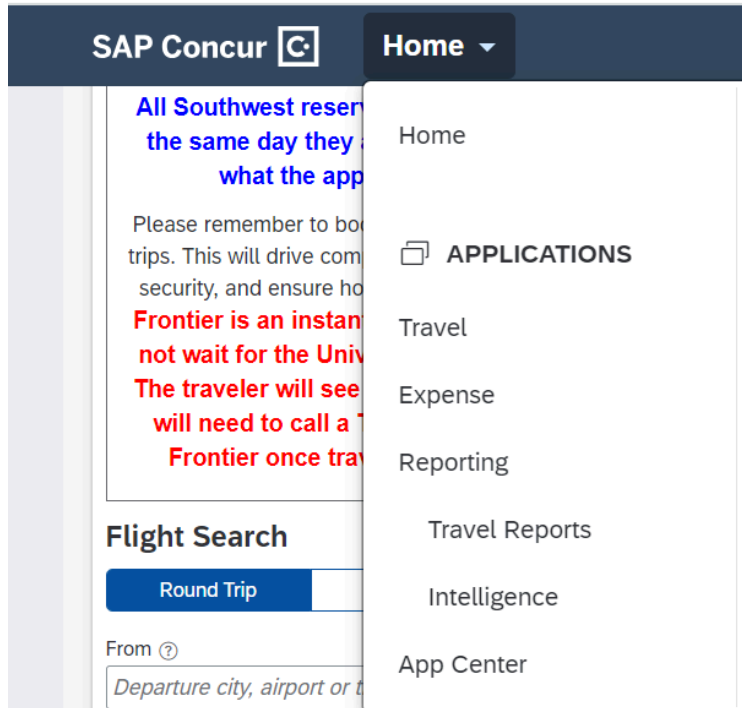 SAP Concur C
Home
All Southwest reser
the same day they
what the app
Please remember to boo
trips. This will drive com
security, and ensure ho
Frontier is an instan
not wait for the Univ
The traveler will see
will need to call a
Frontier once trav
Flight Search
Round Trip
From ?
Departure city, airport or t
Home
APPLICATIONS
Travel
Expense
Reporting
Travel Reports
Intelligence
App Center